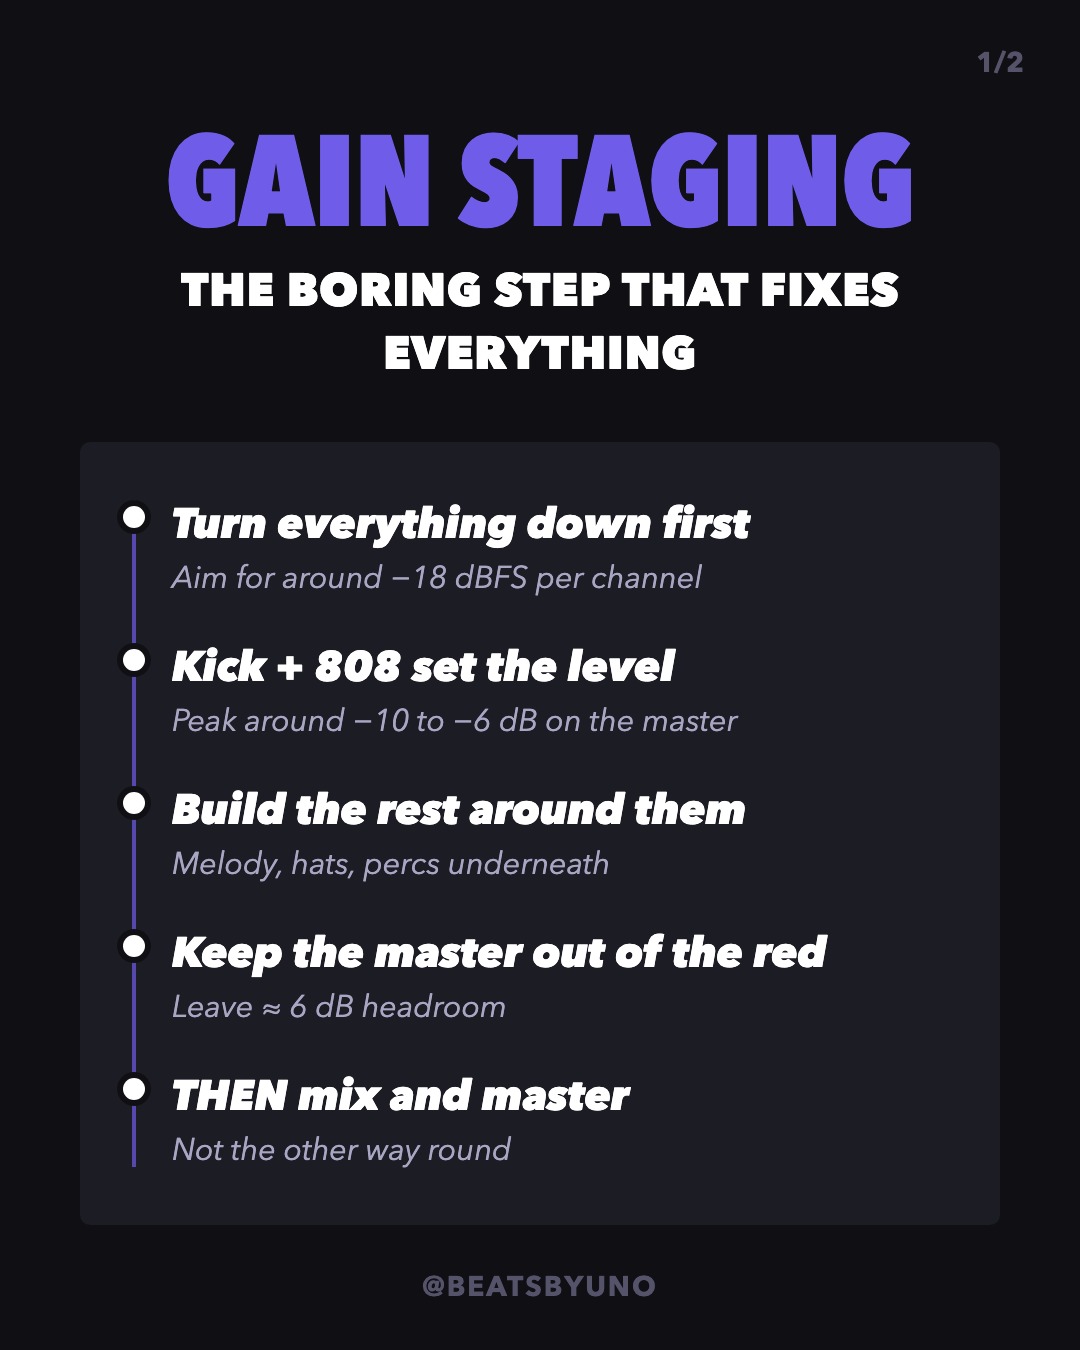 1/2
GAIN STAGING
THE BORING STEP THAT FIXES
EVERYTHING
Turn everything down first
Aim for around −18 dBFS per channel
Kick + 808 set the level
Peak around −10 to −6 dB on the master
Build the rest around them
Melody, hats, percs underneath
Keep the master out of the red
Leave ≈ 6 dB headroom
THEN mix and master
Not the other way round
@BEATSBYUNO